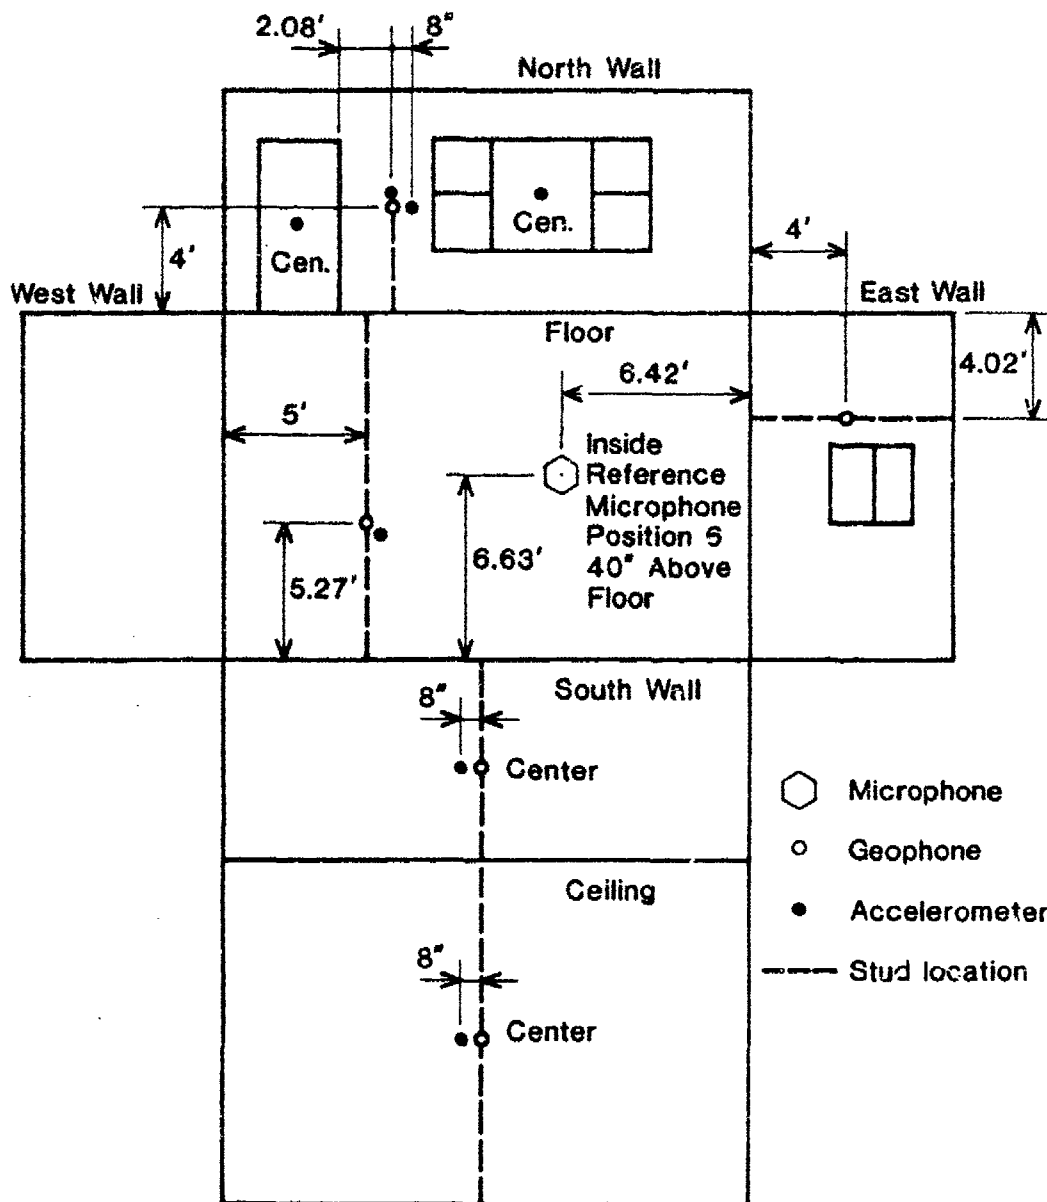 2.08' 8"
North Wall
Cen.
Cen.
4'
4'
West Wall
East Wall
Floor
4.02'
6.42'
5'
Inside
Reference
Microphone
Position 6
40" Above
Floor
6.63'
5.27'
South Wall
8"
Center
Microphone
Geophone
Ceiling
Accelerometer
8"
Stud location
Center